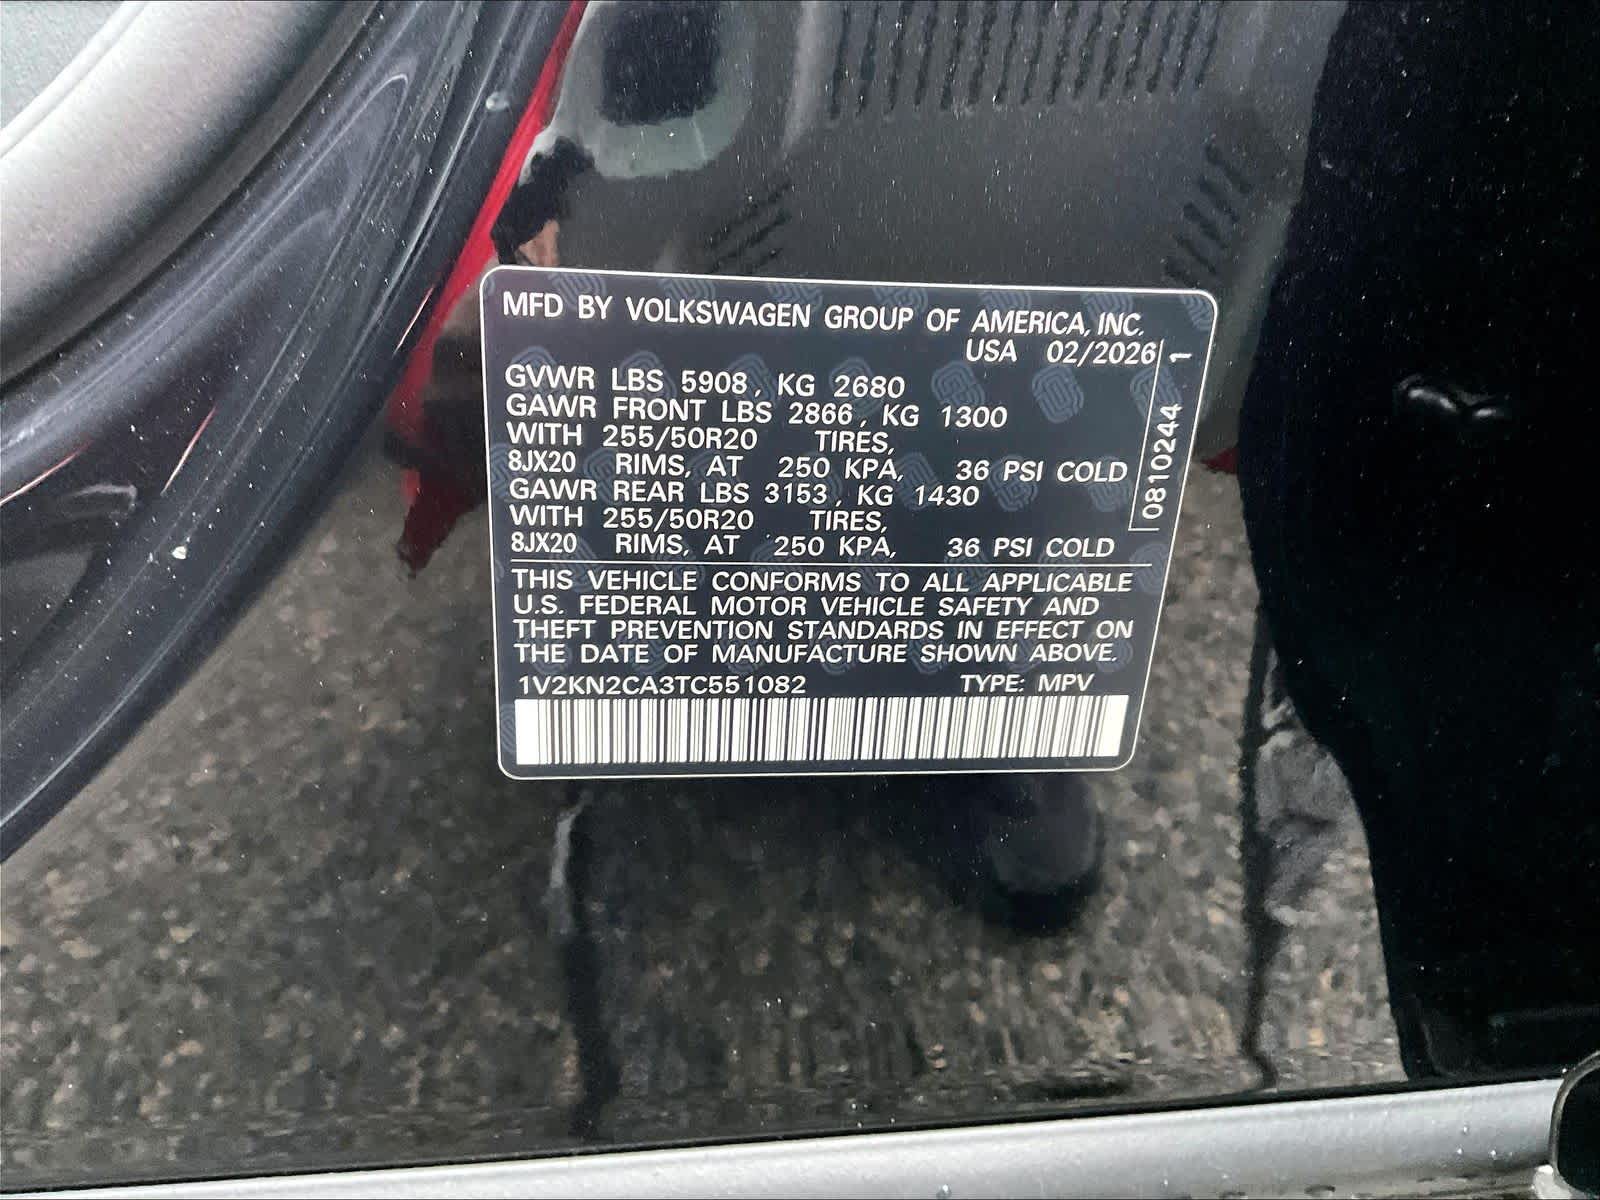 MFD BY VOLKSWAGEN GROUP OF AMERICA, INC.
USA 02/2026
GVWR LBS 5908, KG 2680
GAWR FRONT LBS 2866, KG 1300
WITH 255/50R20 TIRES,
8JX20 RIMS, AT 250 KPA, 36 PSI COLD
GAWR REAR LBS 3153, KG 1430
WITH 255/50R20 TIRES,
8JX20 RIMS, AT 250 KPA, 36 PSI COLD
0810244 1
THIS VEHICLE CONFORMS TO ALL APPLICABLE
U.S. FEDERAL MOTOR VEHICLE SAFETY AND
THEFT PREVENTION STANDARDS IN EFFECT ON
THE DATE OF MANUFACTURE SHOWN ABOVE.
1V2KN2CA3TC551082 TYPE: MPV